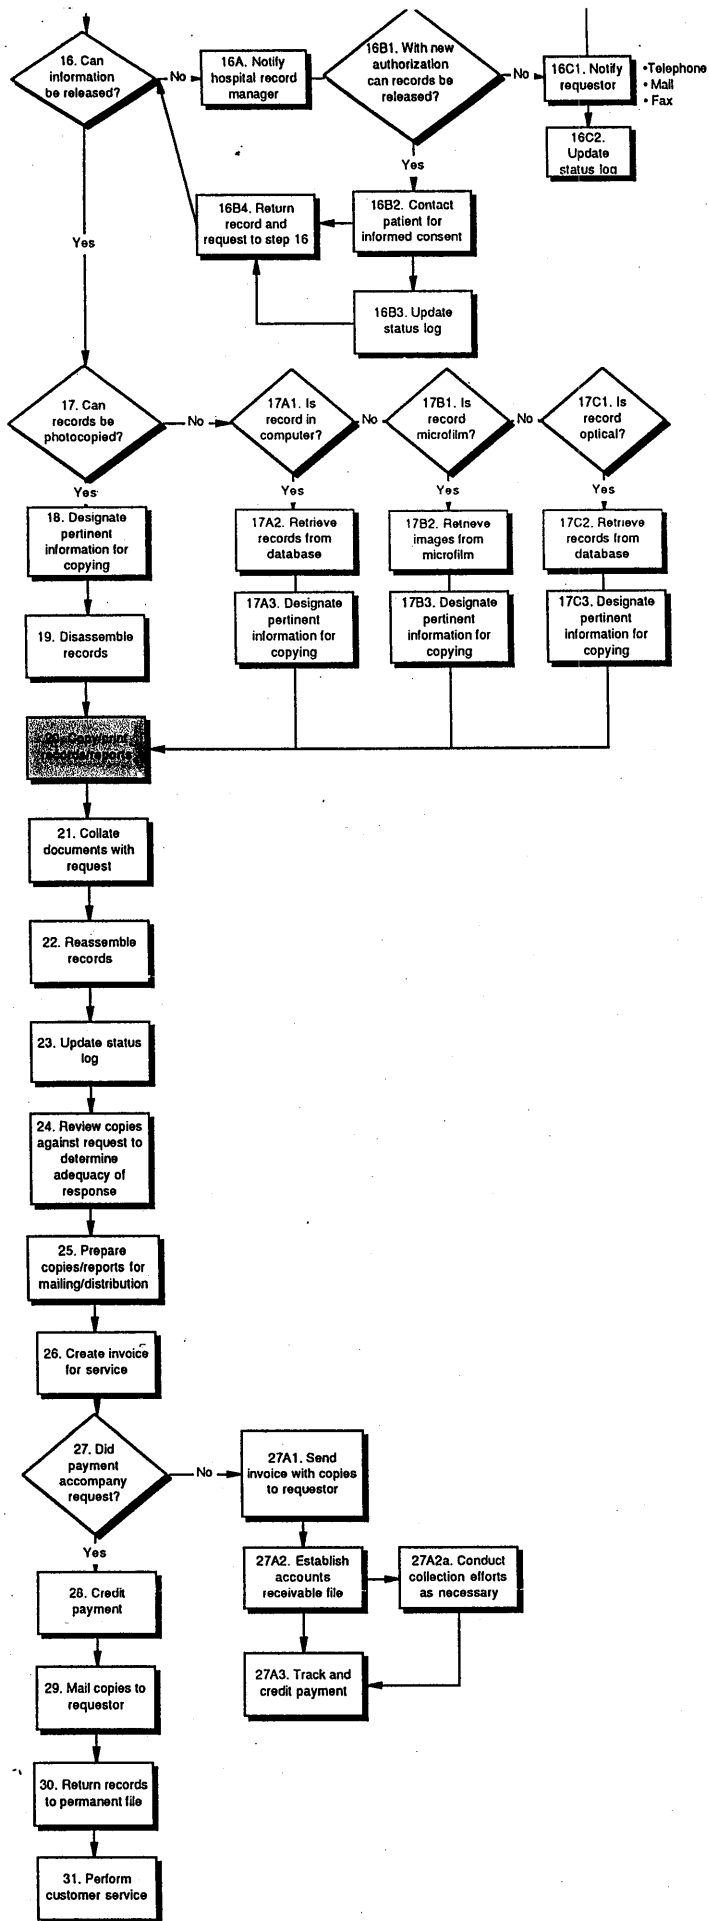 16. Can
information
be released?
No
16A. Notify
hospital record
manager
16B1. With new
authorization
can records be
released?
No
16C1. Notify
requestor
•Telephone
• Mail
• Fax
16C2.
Update
status log
Yes
16B2. Contact
patient for
informed consent
16B4. Return
record and
request to step 16
16B3. Update
status log
Yes
17. Can
records be
photocopied?
No
17A1. Is
record in
computer?
No
17B1. Is
record
microfilm?
No
17C1. Is
record
optical?
Yes
Yes
Yes
Yes
18. Designate
pertinent
information for
copying
17A2. Retrieve
records from
database
17B2. Retrieve
images from
microfilm
17C2. Retrieve
records from
database
17A3. Designate
pertinent
information for
copying
17B3. Designate
pertinent
information for
copying
17C3. Designate
pertinent
information for
copying
19. Disassemble
records
20. Copy/print
records/reports
21. Collate
documents with
request
22. Reassemble
records
23. Update status
log
24. Review copies
against request to
determine
adequacy of
response
25. Prepare
copies/reports for
mailing/distribution
26. Create invoice
for service
27. Did
payment
accompany
request?
No
27A1. Send
invoice with copies
to requestor
Yes
27A2. Establish
accounts
receivable file
27A2a. Conduct
collection efforts
as necessary
28. Credit
payment
27A3. Track and
credit payment
29. Mail copies to
requestor
30. Return records
to permanent file
31. Perform
customer service